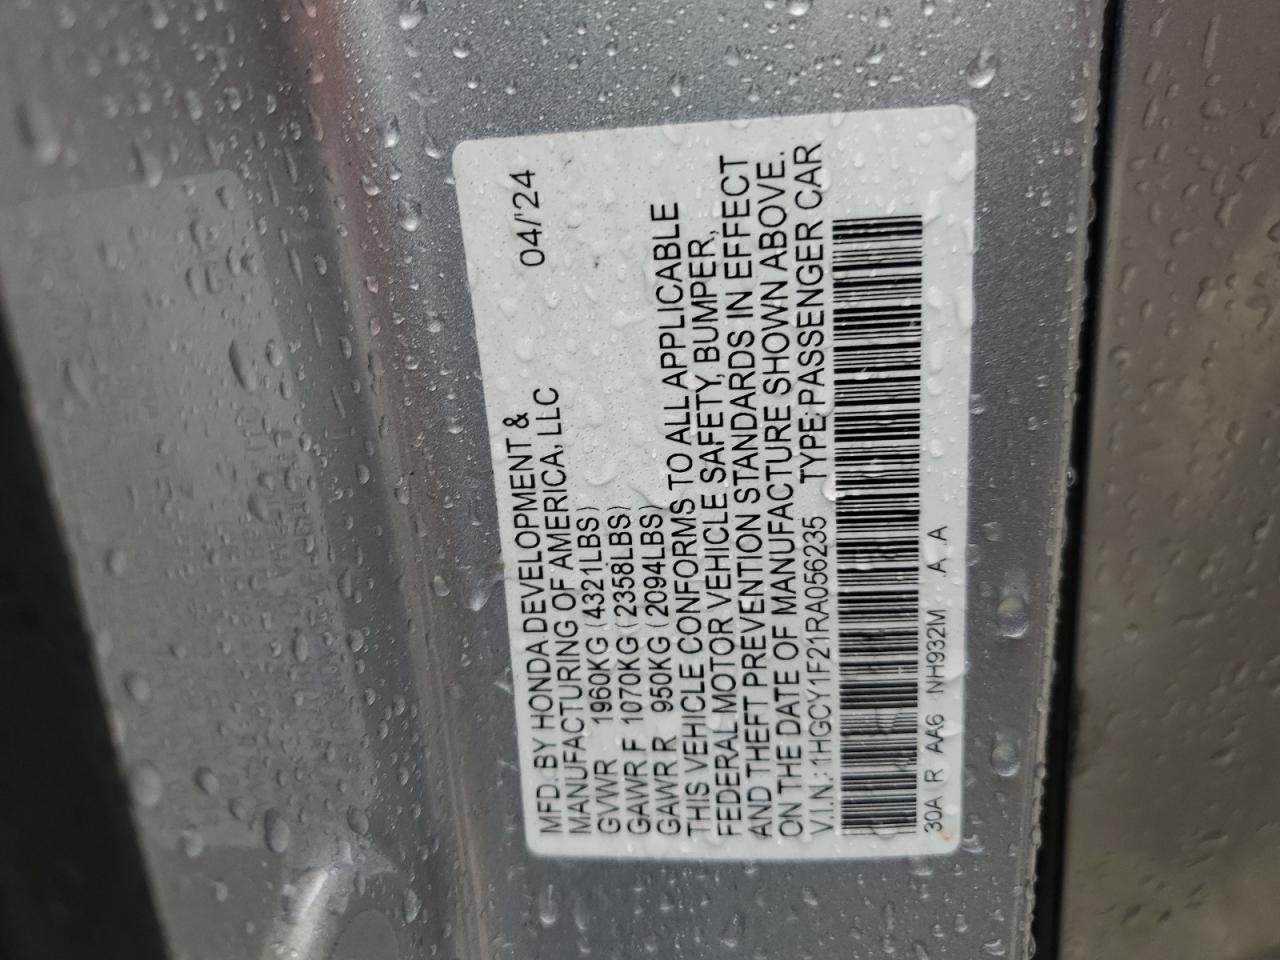 MFD. BY HONDA DEVELOPMENT & 04/'24
MANUFACTURING OF AMERICA, LLC
GVWR 1960KG (4321LBS)
GAWR F 1070KG (2358LBS)
GAWR R 950KG (2094LBS)
THIS VEHICLE CONFORMS TO ALL APPLICABLE
FEDERAL MOTOR VEHICLE SAFETY, BUMPER,
AND THEFT PREVENTION STANDARDS IN EFFECT
ON THE DATE OF MANUFACTURE SHOWN ABOVE.
V.I.N.: 1HGCY1F21RA056235 TYPE: PASSENGER CAR
30A R AA6 NH932M A A